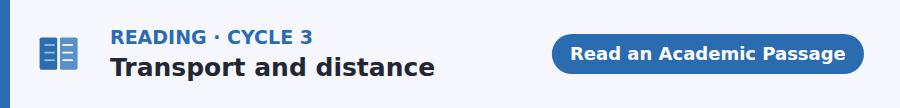 READING · CYCLE 3
Transport and distance
Read an Academic Passage